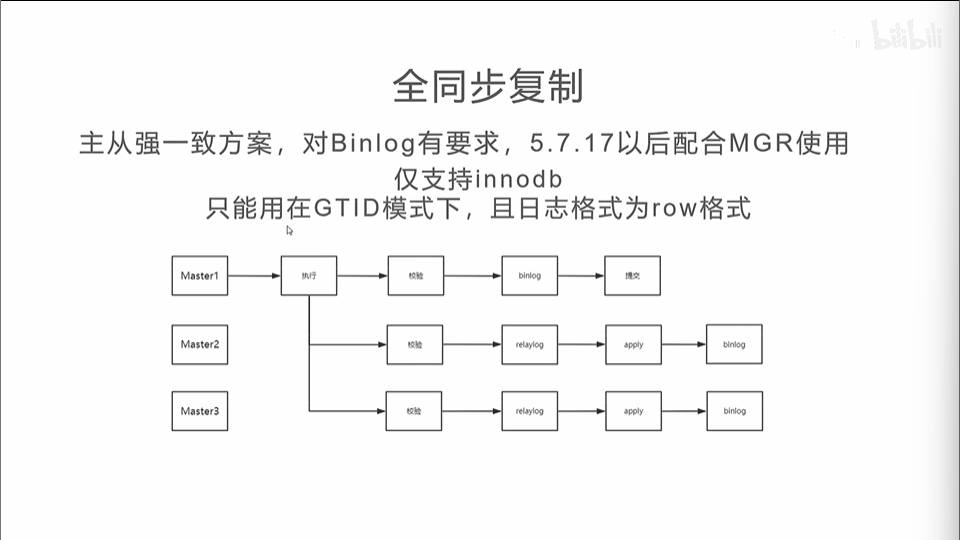 bilibili
全同步复制
主从强一致方案，对Binlog有要求，5.7.17以后配合MGR使用
仅支持innodb
只能用在GTID模式下，且日志格式为row格式
Master1 执行 校验 binlog 提交
Master2 校验 relaylog apply binlog
Master3 校验 relaylog apply binlog